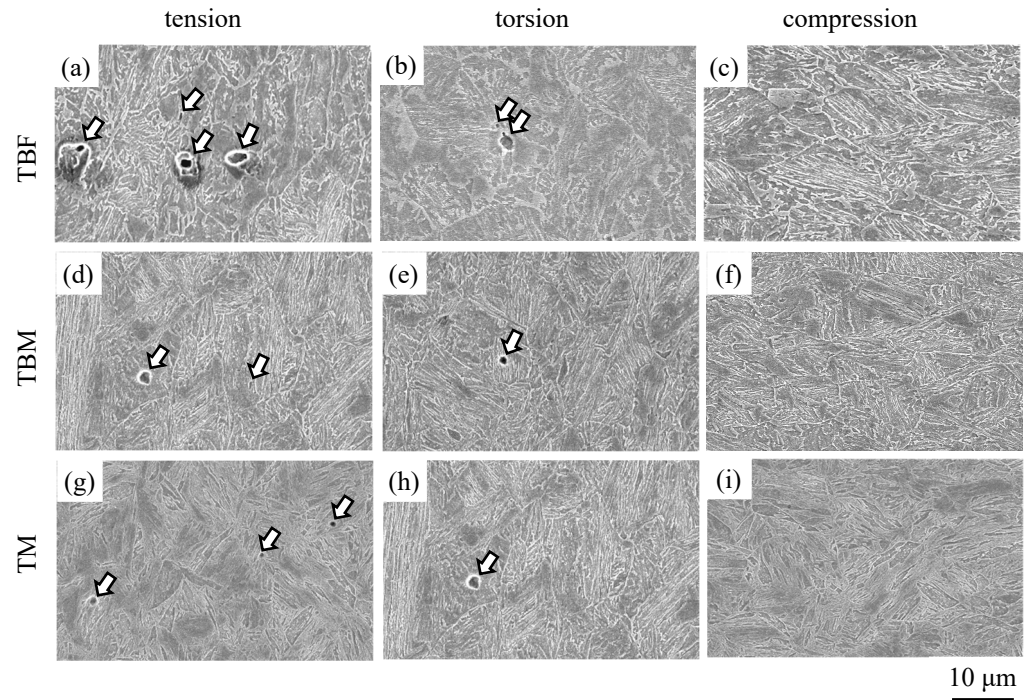 tension torsion compression
TBF
(a) (b) (c)
TBM
(d) (e) (f)
TM
(g) (h) (i)
10 μm